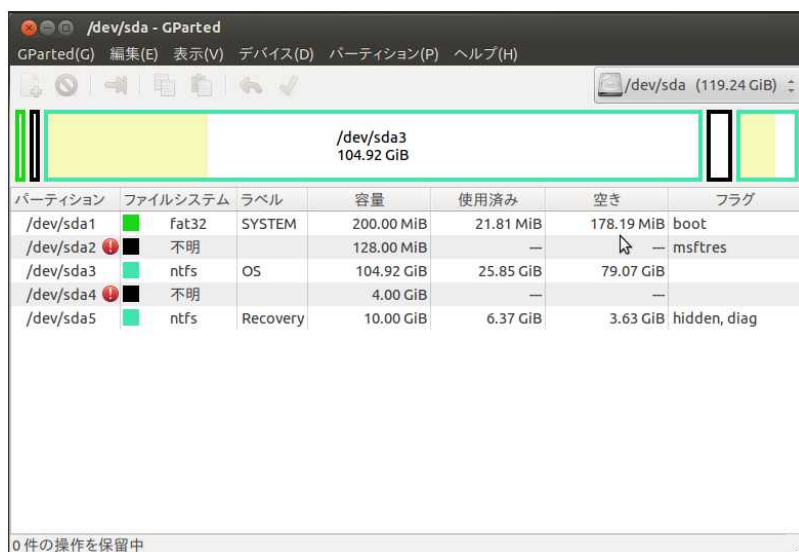 /dev/sda - GParted
GParted(G) 編集(E) 表示(V) デバイス(D) パーティション(P) ヘルプ(H)
/dev/sda (119.24 GiB)
/dev/sda3
104.92 GiB
パーティション ファイルシステム ラベル 容量 使用済み 空き フラグ
/dev/sda1 fat32 SYSTEM 200.00 MiB 21.81 MiB 178.19 MiB boot
/dev/sda2 不明 128.00 MiB --- --- msftres
/dev/sda3 ntfs OS 104.92 GiB 25.85 GiB 79.07 GiB
/dev/sda4 不明 4.00 GiB --- ---
/dev/sda5 ntfs Recovery 10.00 GiB 6.37 GiB 3.63 GiB hidden, diag
0 件の操作を保留中